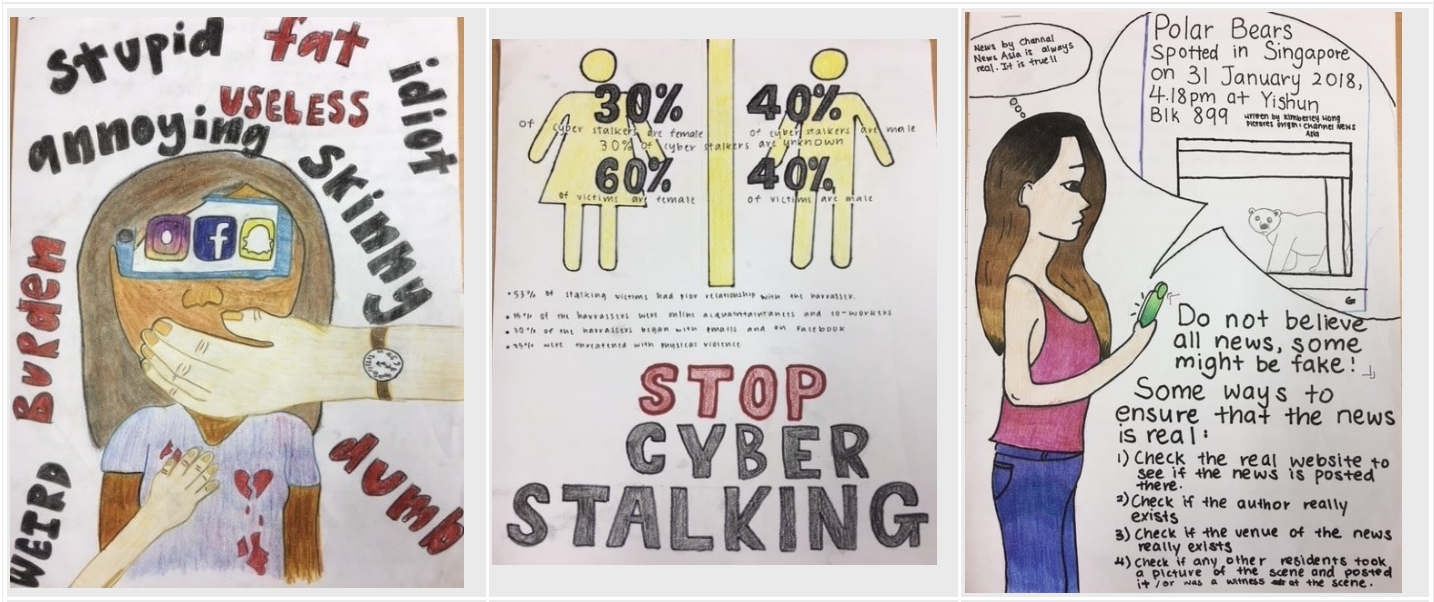 stupid
fat
idiot
USELESS
annoying
skinny
BuRden
WEIRD
dumb
30%
of cyber stalkers are female
40%
of cyber stalkers are male
30% of cyber stalkers are unknown
60%
of victims are female
40%
of victims are male
53% of stalking victims had prior relationship with the harrasser.
of the harrassers were online acquaintaintances and co-workers
of the harrassers began with emails and on Facebook
were threatened with physical violence
STOP
CYBER
STALKING
News by Channel
News Asia is always
real. It is true!!
Polar Bears
Spotted in Singapore
on 31 January 2018,
4.18pm at Yishun
Blk 899
written by Kimberley Hong
Pictures origin: Channel News
Asia
Do not believe
all news, some
might be fake!
Some ways to
ensure that the news
is real:
1) Check the real website to
see if the news is posted
there.
2) Check if the author really
exists
3) Check if the venue of the news
really exists
4) Check if any other residents took
a picture of the scene and posted
it / or was a witness at the scene.